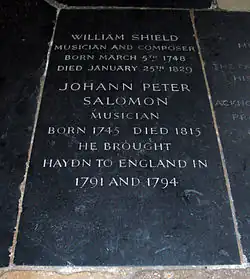 WILLIAM SHIELD
MUSICIAN AND COMPOSER
BORN MARCH 5TH 1748
DIED JANUARY 25TH 1829
JOHANN PETER
SALOMON
MUSICIAN
BORN 1745 DIED 1815
HE BROUGHT
HAYDN TO ENGLAND IN
1791 AND 1794